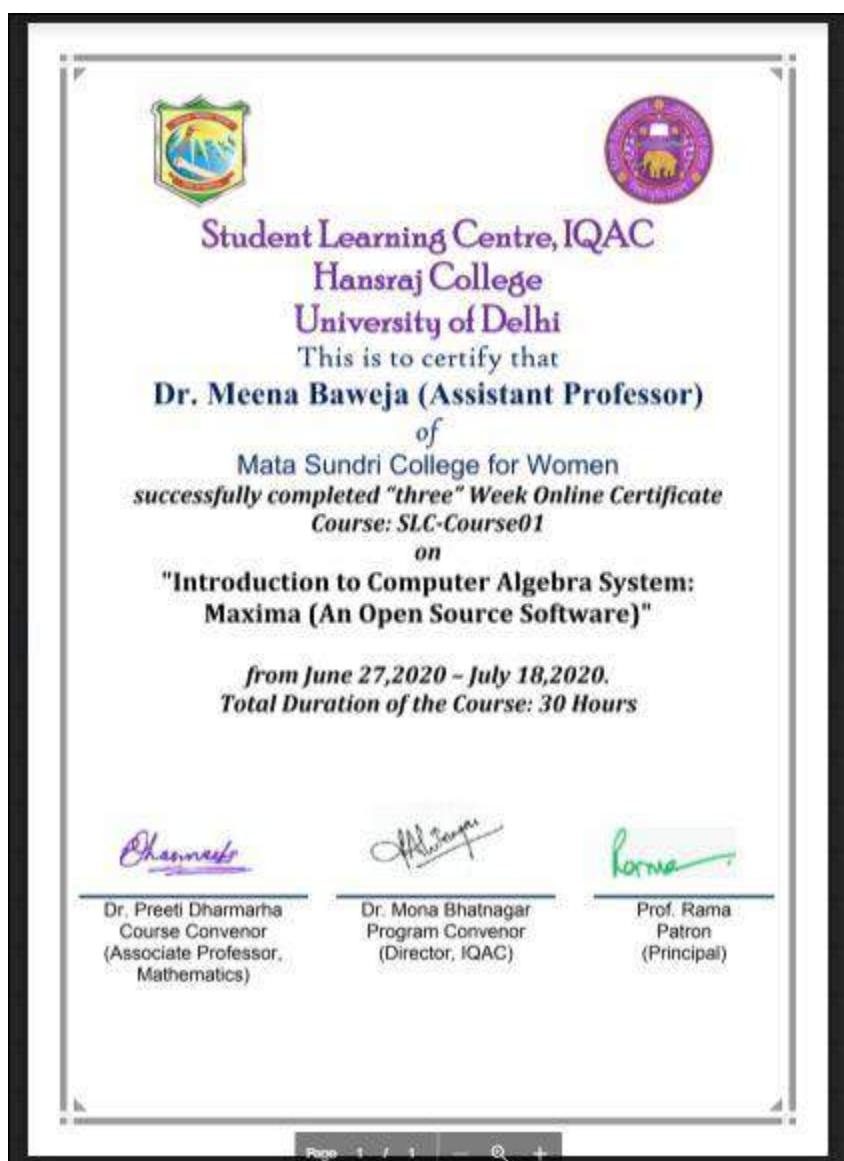 Student Learning Centre, IQAC
Hansraj College
University of Delhi
This is to certify that
Dr. Meena Baweja (Assistant Professor)
of
Mata Sundri College for Women
successfully completed "three" Week Online Certificate
Course: SLC-Course01
on
"Introduction to Computer Algebra System:
Maxima (An Open Source Software)"
from June 27,2020 – July 18,2020.
Total Duration of the Course: 30 Hours
Rama
Dr. Preeti Dharmarha
Course Convenor
(Associate Professor,
Mathematics)
Dr. Mona Bhatnagar
Program Convenor
(Director, IQAC)
Prof. Rama
Patron
(Principal)
Page 1 / 1